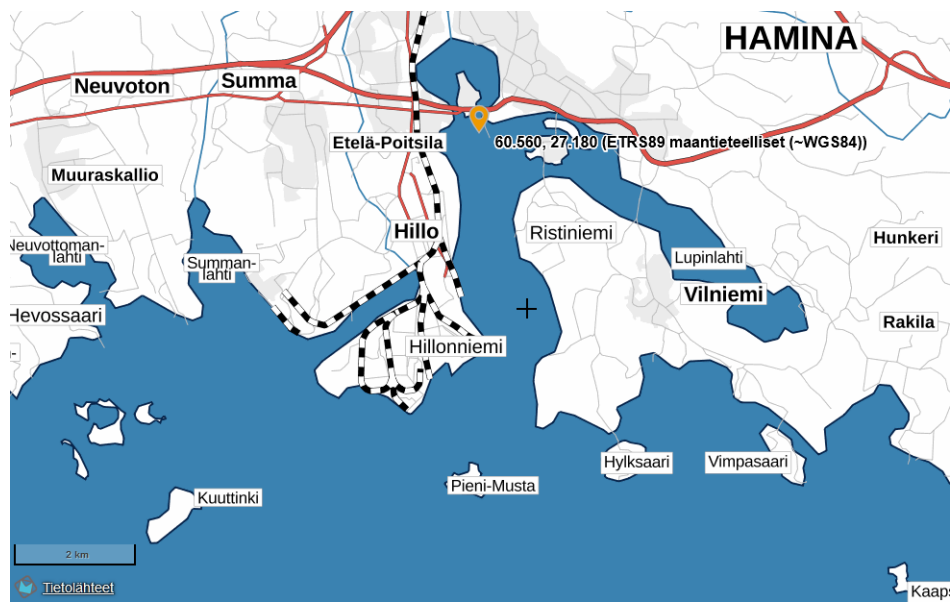 HAMINA
Neuvoton
Summa
Etelä-Poitsila
60.560, 27.180 (ETRS89 maantieteelliset (~WGS84))
Muuraskallio
Hillo
Ristiniemi
Hunkeri
Neuvottoman-
lahti
Summan-
lahti
Lupinlahti
Vilniemi
Hevossaari
Rakila
Hillonniemi
Hylksaari
Vimpasaari
Pieni-Musta
Kuuttinki
2 km
Tietolähteet